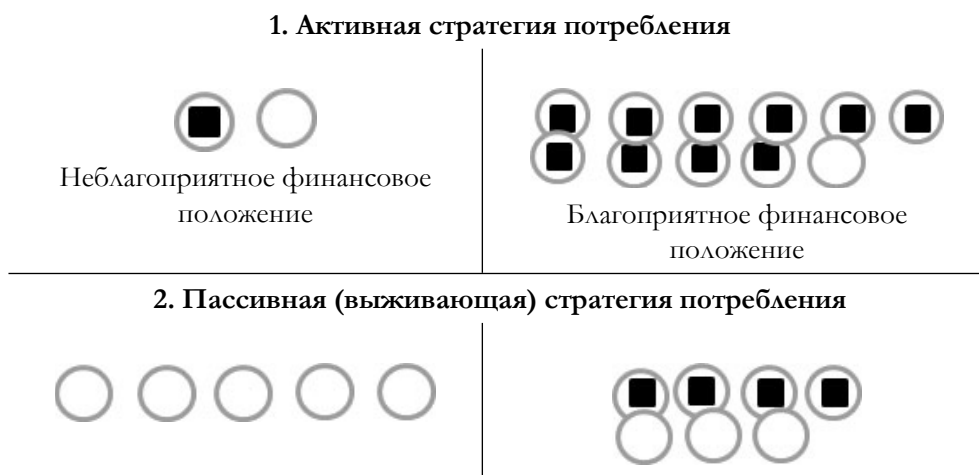 1. Активная стратегия потребления
Неблагоприятное финансовое
положение
Благоприятное финансовое
положение
2. Пассивная (выживающая) стратегия потребления